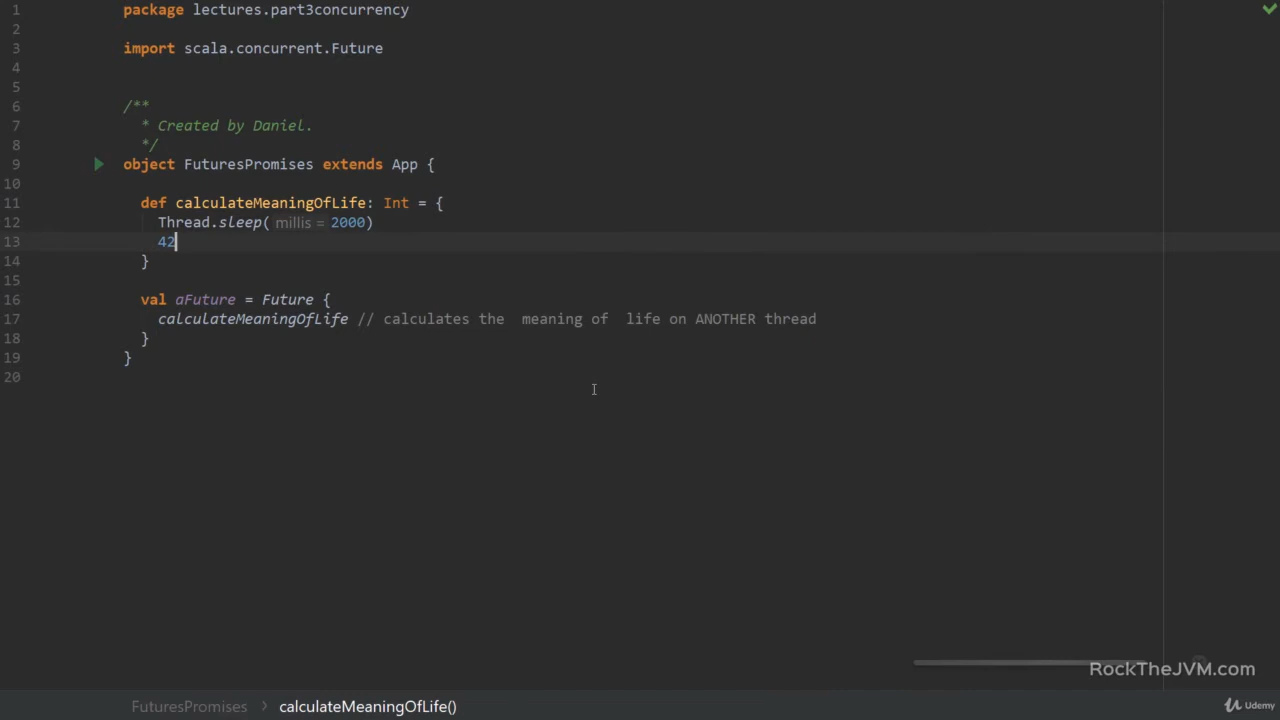 1 package lectures.part3concurrency
2
3 import scala.concurrent.Future
4
5
6 /**
7 * Created by Daniel.
8 */
9 object FuturesPromises extends App {
10
11 def calculateMeaningOfLife: Int = {
12 Thread.sleep( millis = 2000)
13 42
14 }
15
16 val aFuture = Future {
17 calculateMeaningOfLife // calculates the  meaning of  life on ANOTHER thread
18 }
19 }
20
RockTheJVM.com
FuturesPromises > calculateMeaningOfLife()
Udemy